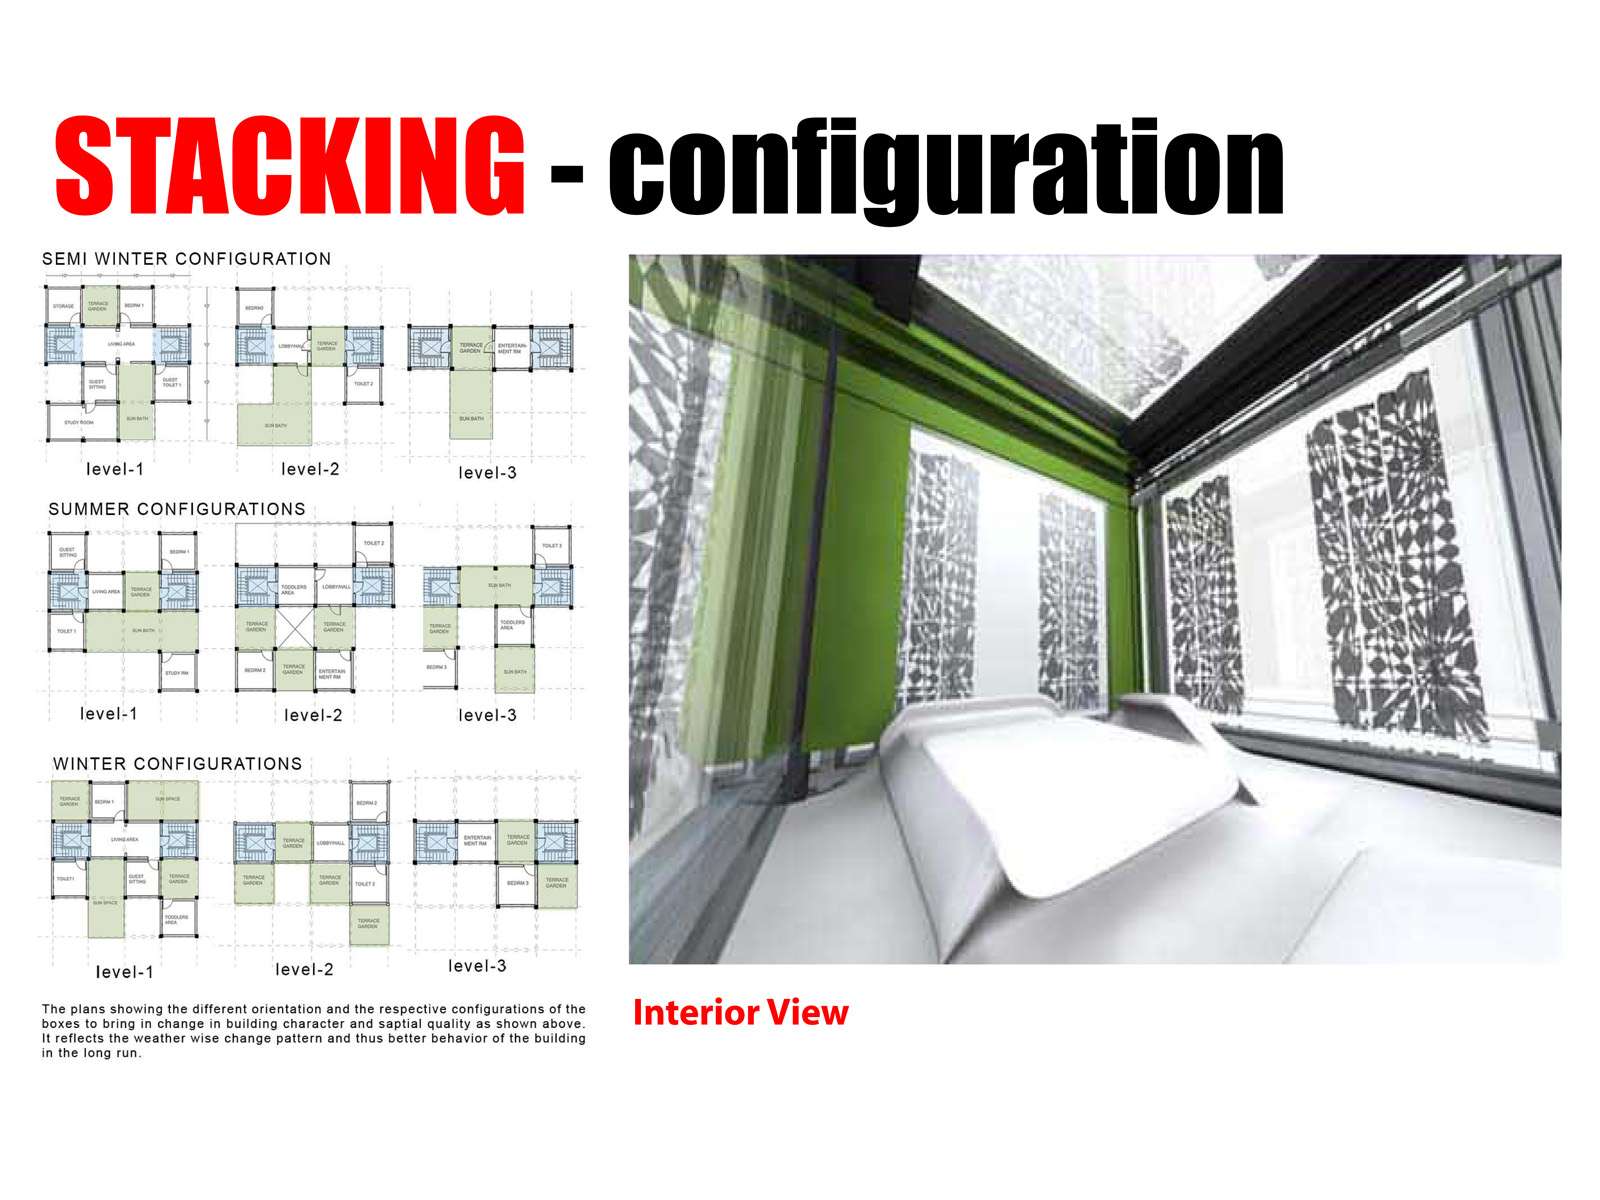 STACKING - configuration
SEMI WINTER CONFIGURATION
STORAGE
TERRACE
GARDEN
BEDRM 1
LIVING AREA
GUEST
SITTING
GUEST
TOILET 1
STUDY ROOM
SUN BATH
level-1
BEDRM2
LOBBY/HALL
TERRACE
GARDEN
TOILET 2
SUN BATH
level-2
TERRACE
GARDEN
ENTERTAIN-
MENT RM
SUN BATH
level-3
SUMMER CONFIGURATIONS
GUEST
SITTING
BEDRM 1
LIVING AREA
TERRACE
GARDEN
TOILET 1
SUN BATH
STUDY RM
level-1
TOILET 2
TODDLERS
AREA
LOBBY/HALL
TERRACE
GARDEN
TERRACE
GARDEN
BEDRM 2
TERRACE
GARDEN
ENTERTAIN
MENT RM
level-2
TOILET 3
SUN BATH
TERRACE
GARDEN
TODDLERS
AREA
BEDRM 3
SUN BATH
level-3
WINTER CONFIGURATIONS
TERRACE
GARDEN
BEDRM 1
SUN SPACE
LIVING AREA
TOILET1
GUEST
SITTING
TERRACE
GARDEN
SUN SPACE
TODDLERS
AREA
level-1
BEDRM 2
TERRACE
GARDEN
LOBBY/HALL
TERRACE
GARDEN
TERRACE
GARDEN
TOILET 2
TERRACE
GARDEN
level-2
ENTERTAIN
MENT RM
TERRACE
GARDEN
BEDRM 3
TERRACE
GARDEN
level-3
The plans showing the different orientation and the respective configurations of the
boxes to bring in change in building character and saptial quality as shown above.
It reflects the weather wise change pattern and thus better behavior of the building
in the long run.
Interior View